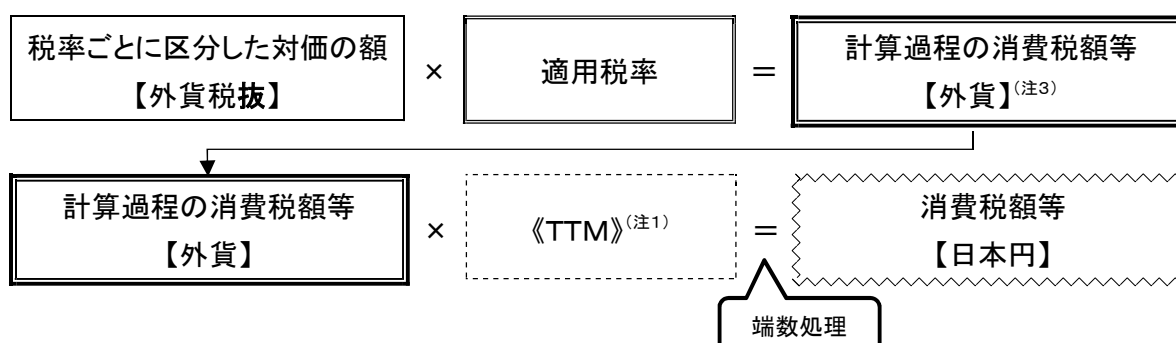 税率ごとに区分した対価の額
【外貨税抜】
×
適用税率
＝
計算過程の消費税額等
【外貨】(注3)
計算過程の消費税額等
【外貨】
×
《TTM》(注1)
＝
消費税額等
【日本円】
端数処理